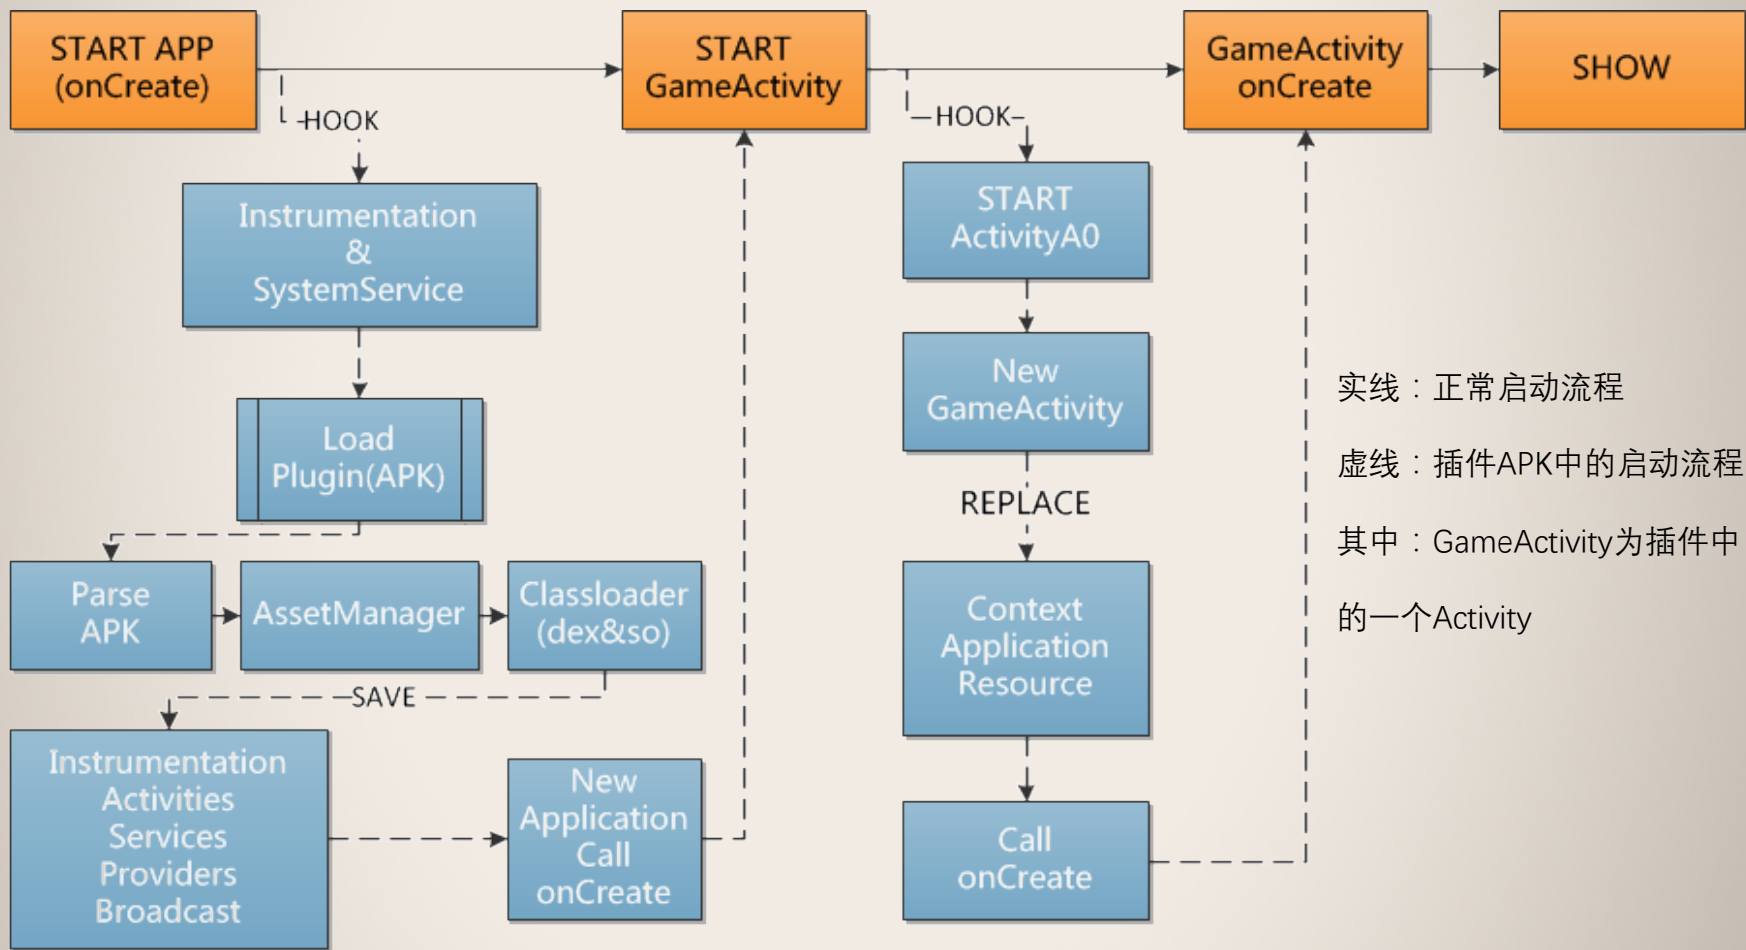 START APP
(onCreate)
START
GameActivity
GameActivity
onCreate
SHOW
HOOK
HOOK
Instrumentation
&
SystemService
START
ActivityA0
Load
Plugin(APK)
New
GameActivity
REPLACE
Parse
APK
AssetManager
Classloader
(dex&so)
Context
Application
Resource
SAVE
Instrumentation
Activities
Services
Providers
Broadcast
New
Application
Call
onCreate
Call
onCreate
实线：正常启动流程
虚线：插件APK中的启动流程
其中：GameActivity为插件中
的一个Activity